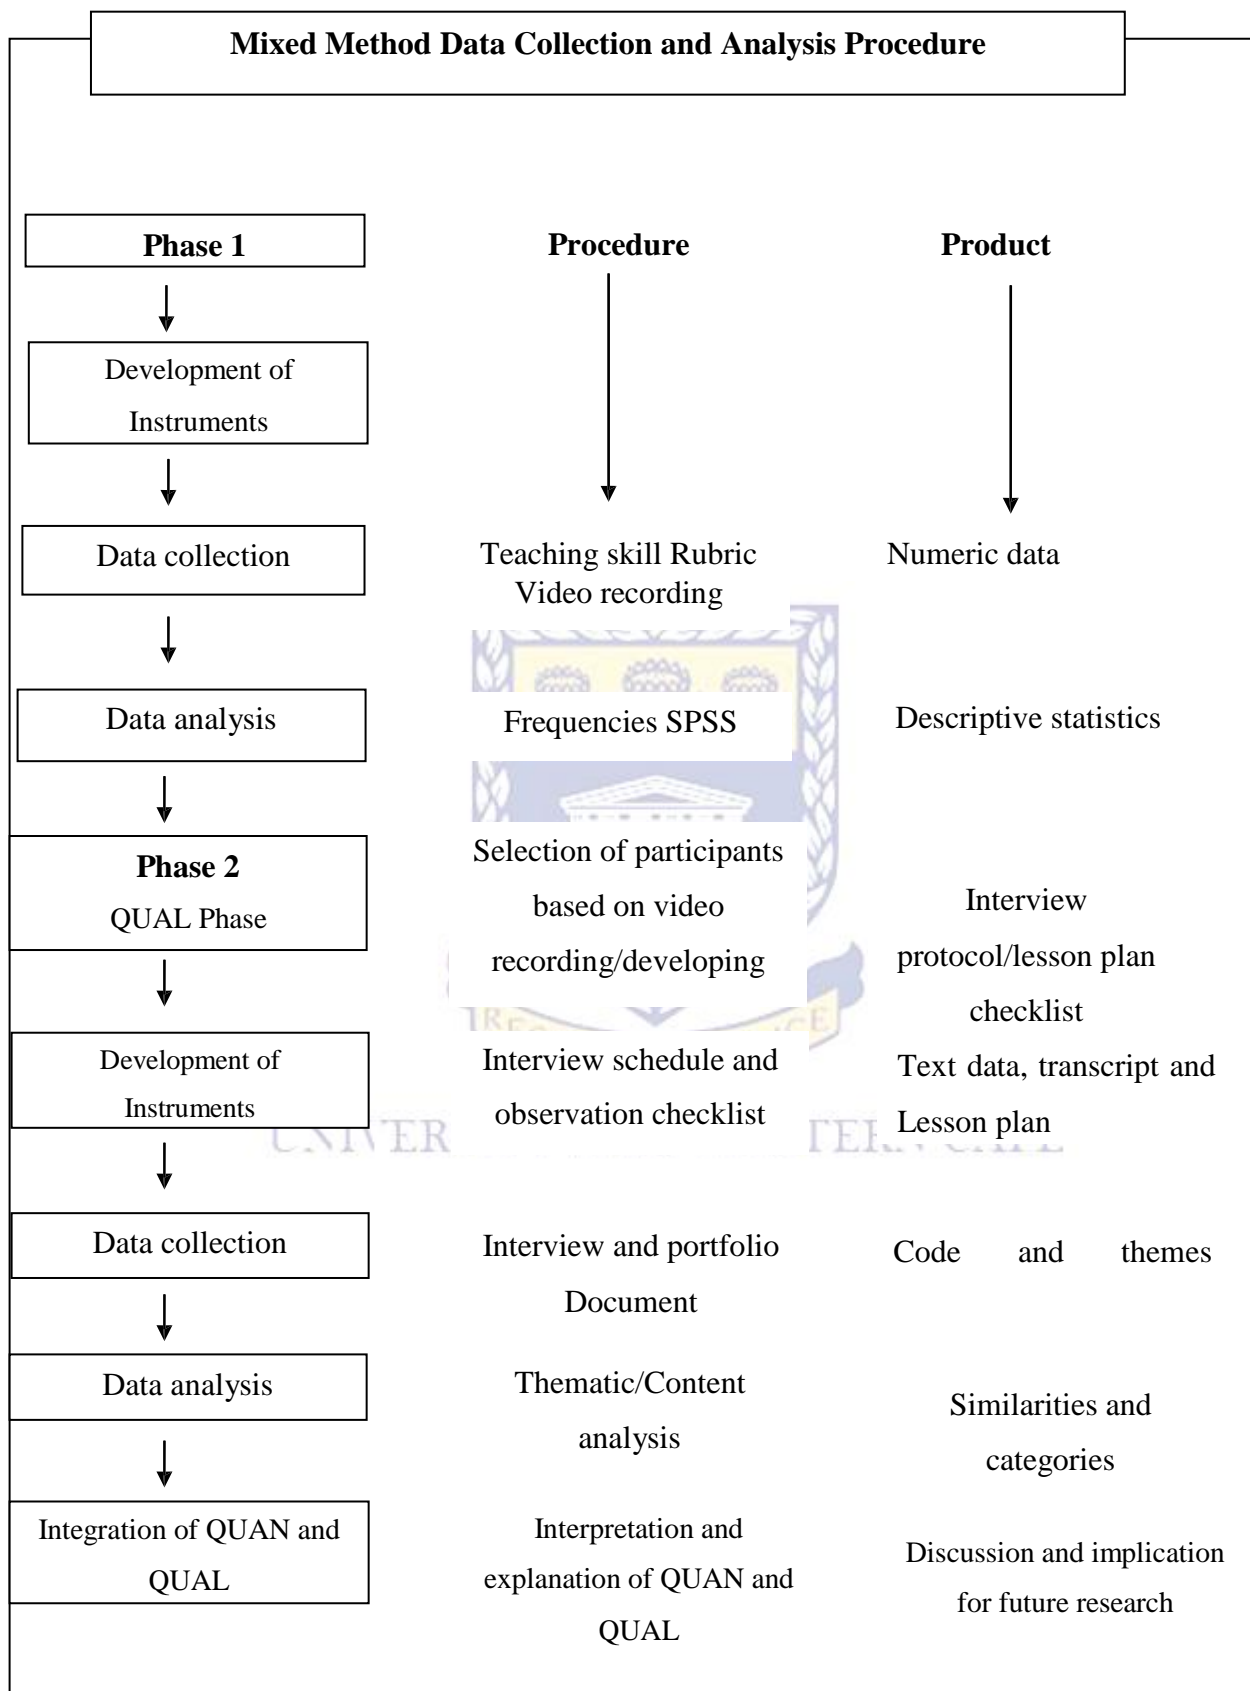 Mixed Method Data Collection and Analysis Procedure
Phase 1
Procedure
Product
Development of
Instruments
Data collection
Teaching skill Rubric
Video recording
Numeric data
Data analysis
Frequencies SPSS
Descriptive statistics
Phase 2
QUAL Phase
Selection of participants
based on video
recording/developing
Interview
protocol/lesson plan
checklist
Development of
Instruments
Interview schedule and
observation checklist
Text data, transcript and
Lesson plan
Data collection
Interview and portfolio
Document
Code and themes
Data analysis
Thematic/Content
analysis
Similarities and
categories
Integration of QUAN and
QUAL
Interpretation and
explanation of QUAN and
QUAL
Discussion and implication
for future research